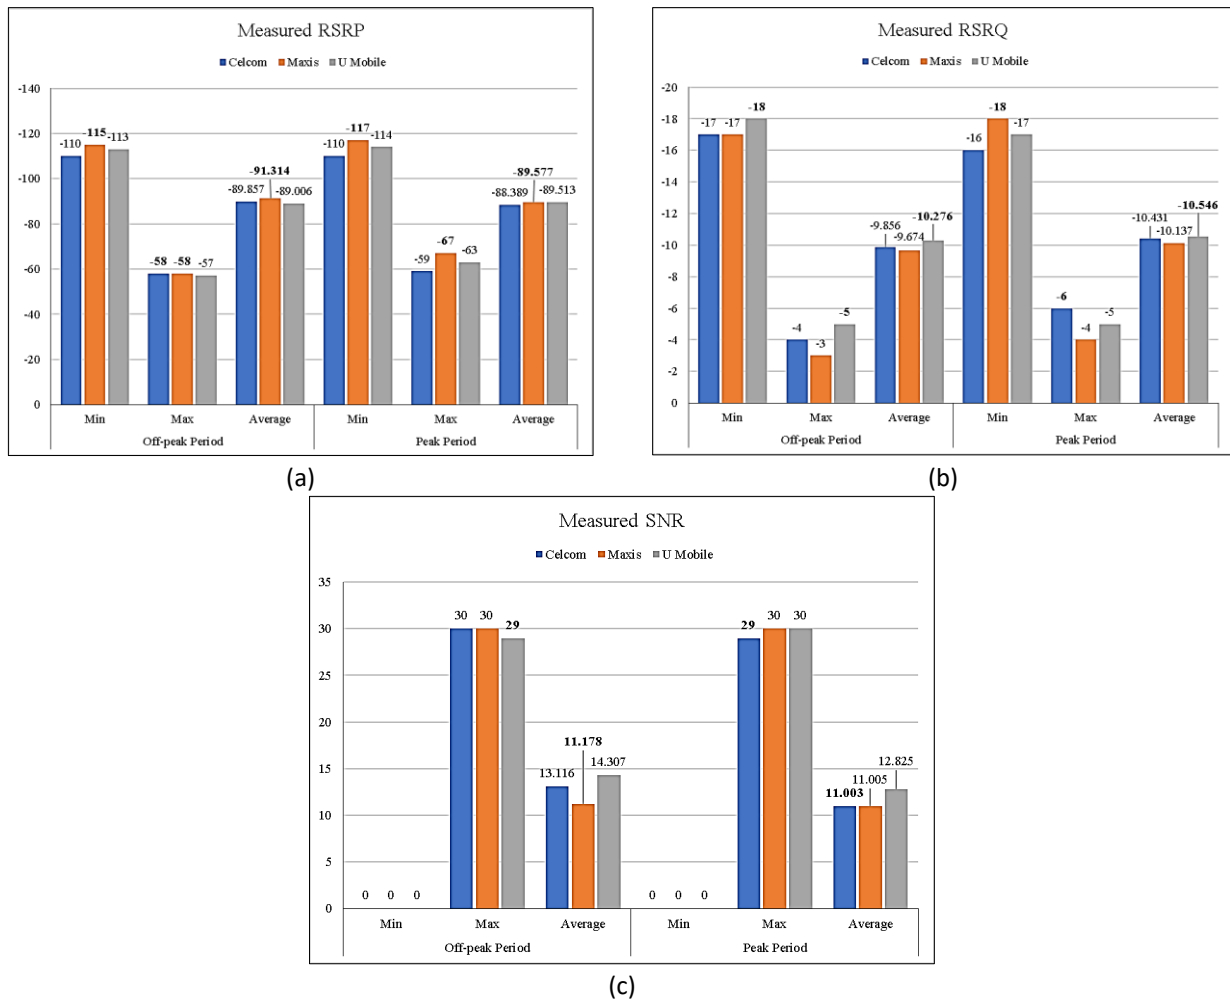 Measured RSRP
Celcom Maxis U Mobile
-140
-120
-100
-80
-60
-40
-20
0
-110 -115 -113
-58 -58 -57
-89.857 -91.314 -89.006
-110 -117 -114
-59 -67 -63
-88.389 -89.577 -89.513
Min Max Average Min Max Average
Off-peak Period Peak Period
(a)
Measured RSRQ
Celcom Maxis U Mobile
-20
-18
-16
-14
-12
-10
-8
-6
-4
-2
0
-17 -17 -18
-4 -3 -5
-9.856 -9.674 -10.276
-16 -18 -17
-6 -4 -5
-10.431 -10.137 -10.546
Min Max Average Min Max Average
Off-peak Period Peak Period
(b)
Measured SNR
Celcom Maxis U Mobile
35
30
25
20
15
10
5
0
0 0 0
30 30 29
13.116 11.178 14.307
0 0 0
29 30 30
11.003 11.005 12.825
Min Max Average Min Max Average
Off-peak Period Peak Period
(c)